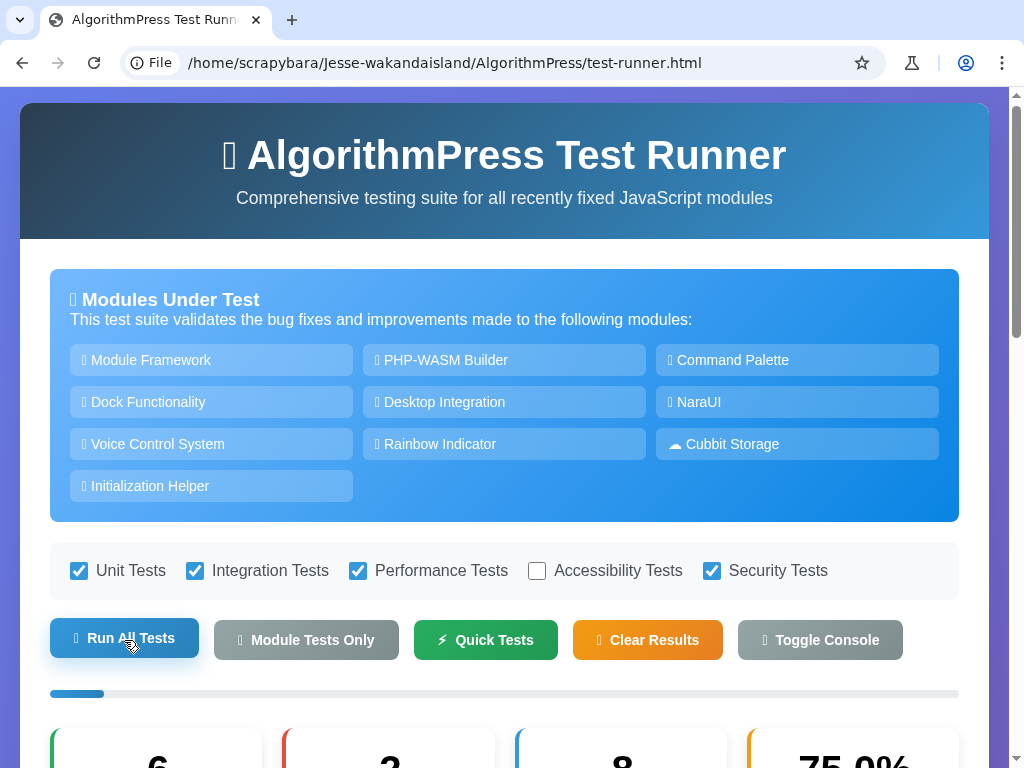 AlgorithmPress Test Runn
File
/home/scrapybara/Jesse-wakandaisland/AlgorithmPress/test-runner.html
AlgorithmPress Test Runner
Comprehensive testing suite for all recently fixed JavaScript modules
Modules Under Test
This test suite validates the bug fixes and improvements made to the following modules:
Module Framework
PHP-WASM Builder
Command Palette
Dock Functionality
Desktop Integration
NaraUI
Voice Control System
Rainbow Indicator
☁ Cubbit Storage
Initialization Helper
Unit Tests
Integration Tests
Performance Tests
Accessibility Tests
Security Tests
Run All Tests
Module Tests Only
⚡ Quick Tests
Clear Results
Toggle Console
6
2
8
75.0%